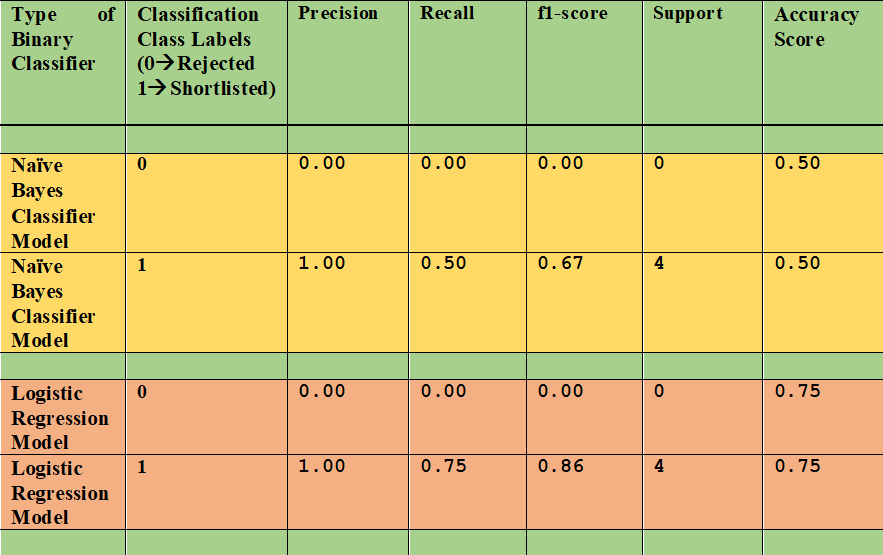 Type of Binary Classifier | Classification Class Labels (0→Rejected 1→Shortlisted) | Precision | Recall | f1-score | Support | Accuracy Score
Naïve Bayes Classifier Model | 0 | 0.00 | 0.00 | 0.00 | 0 | 0.50
Naïve Bayes Classifier Model | 1 | 1.00 | 0.50 | 0.67 | 4 | 0.50
Logistic Regression Model | 0 | 0.00 | 0.00 | 0.00 | 0 | 0.75
Logistic Regression Model | 1 | 1.00 | 0.75 | 0.86 | 4 | 0.75